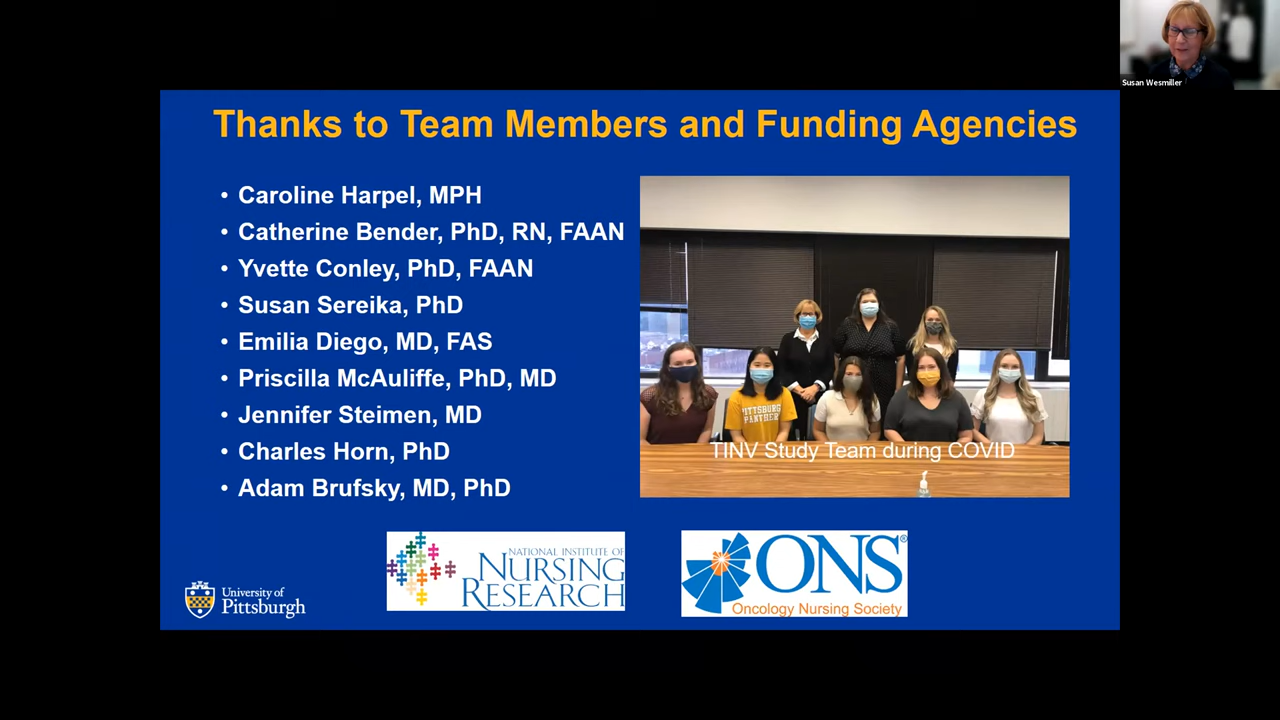 Susan Wesmiller
Thanks to Team Members and Funding Agencies
• Caroline Harpel, MPH
• Catherine Bender, PhD, RN, FAAN
• Yvette Conley, PhD, FAAN
• Susan Sereika, PhD
• Emilia Diego, MD, FAS
• Priscilla McAuliffe, PhD, MD
• Jennifer Steimen, MD
• Charles Horn, PhD
• Adam Brufsky, MD, PhD
PITTSBURGH
PANTHERS
TINV Study Team during COVID
NATIONAL INSTITUTE OF
NURSING
RESEARCH
ONS®
Oncology Nursing Society
University of
Pittsburgh